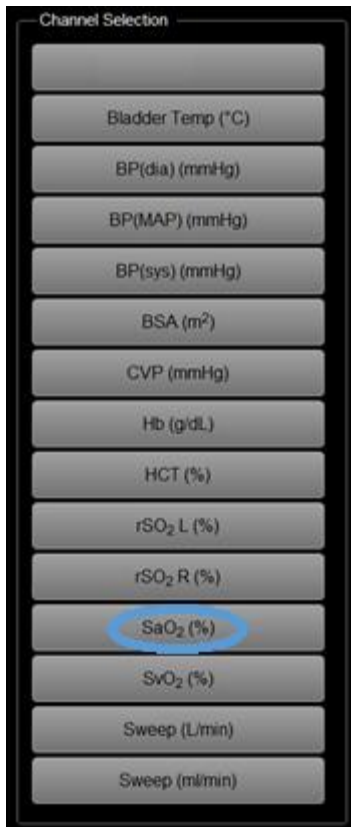 Channel Selection
Bladder Temp (°C)
BP(dia) (mmHg)
BP(MAP) (mmHg)
BP(sys) (mmHg)
BSA (m²)
CVP (mmHg)
Hb (g/dL)
HCT (%)
rSO₂ L (%)
rSO₂ R (%)
SaO₂ (%)
SvO₂ (%)
Sweep (L/min)
Sweep (ml/min)